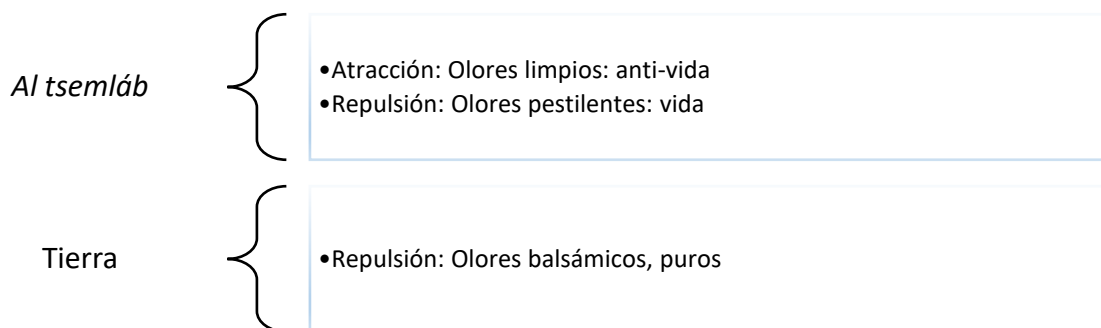 Al tsemláb
•Atracción: Olores limpios: anti-vida
•Repulsión: Olores pestilentes: vida
Tierra
•Repulsión: Olores balsámicos, puros